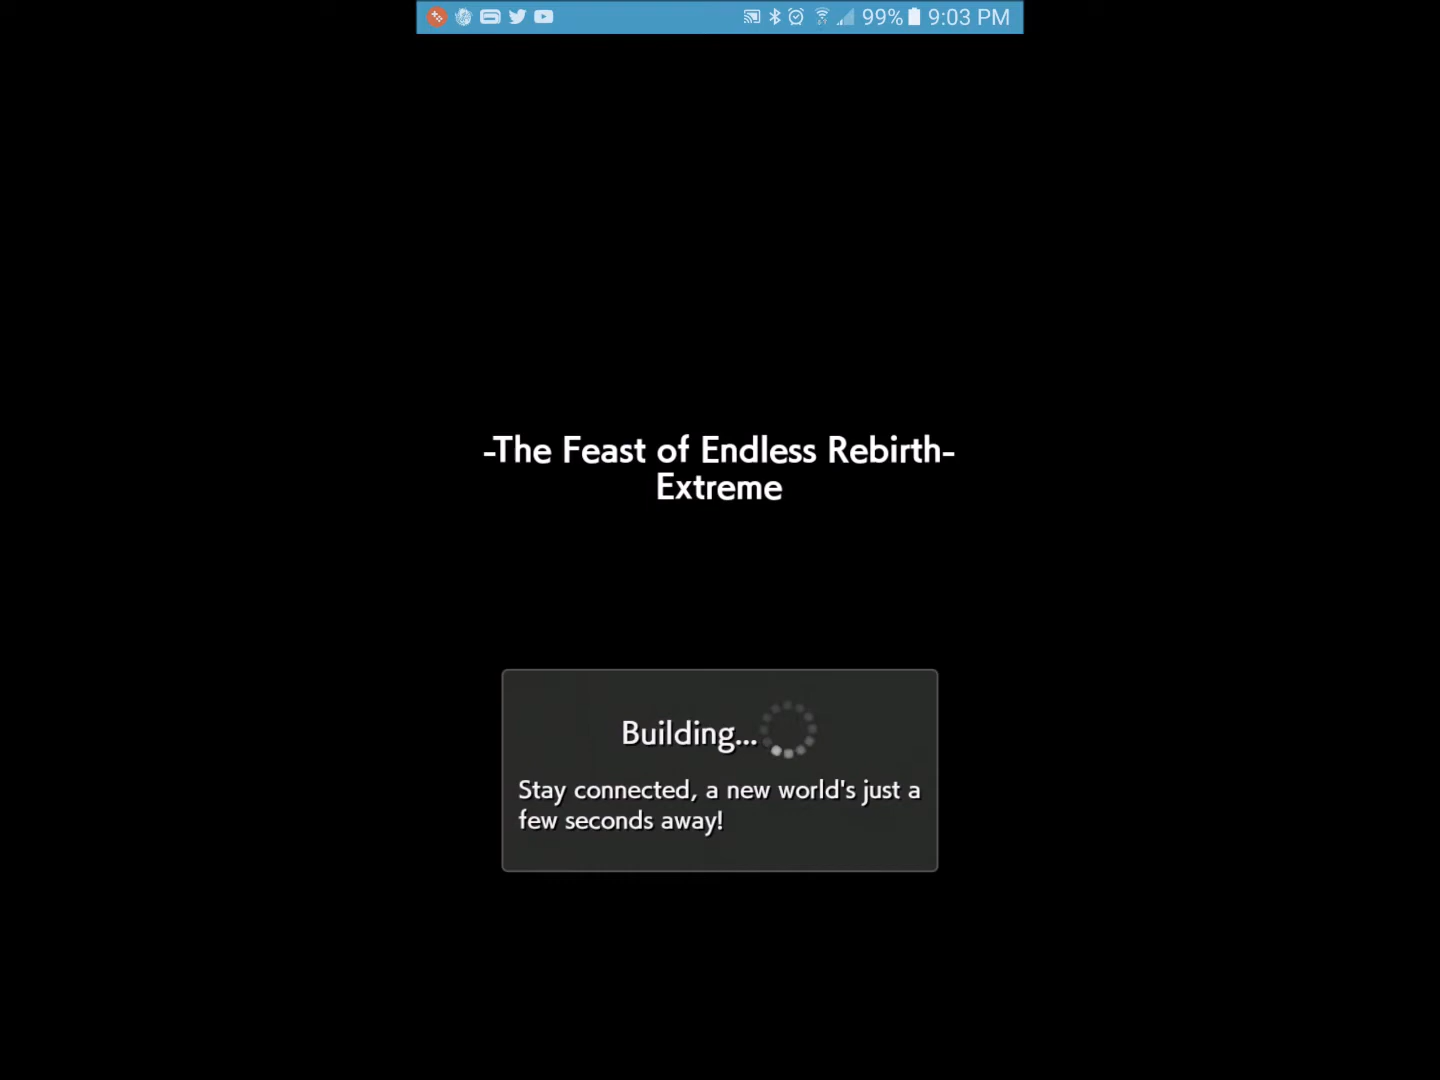 99% 9:03 PM
-The Feast of Endless Rebirth-
Extreme
Building...
Stay connected, a new world's just a
few seconds away!